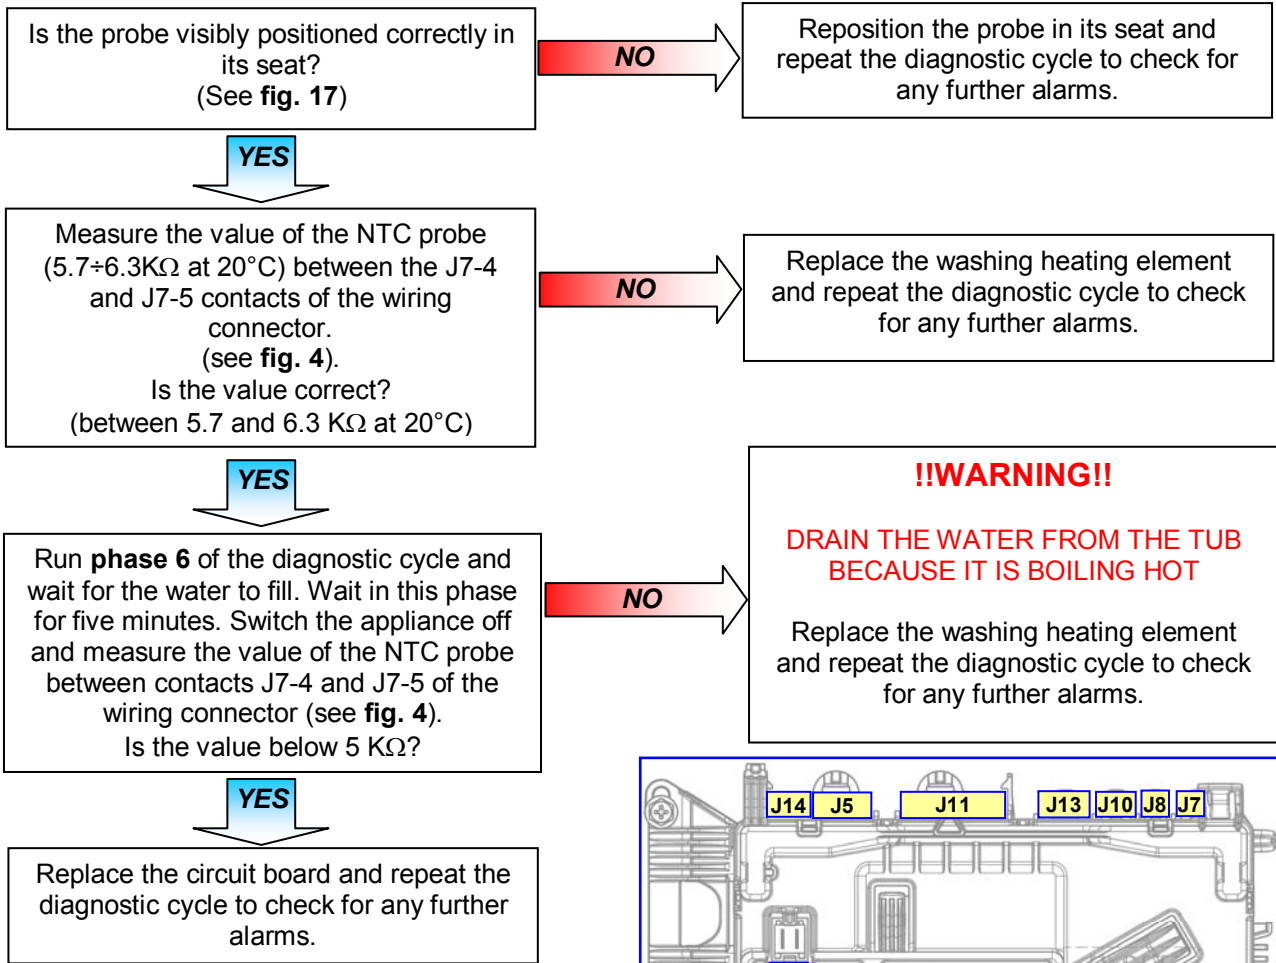 Is the probe visibly positioned correctly in
its seat?
(See fig. 17)
NO
Reposition the probe in its seat and
repeat the diagnostic cycle to check for
any further alarms.
YES
Measure the value of the NTC probe
(5.7÷6.3KΩ at 20°C) between the J7-4
and J7-5 contacts of the wiring
connector.
(see fig. 4).
Is the value correct?
(between 5.7 and 6.3 KΩ at 20°C)
NO
Replace the washing heating element
and repeat the diagnostic cycle to check
for any further alarms.
YES
Run phase 6 of the diagnostic cycle and
wait for the water to fill. Wait in this phase
for five minutes. Switch the appliance off
and measure the value of the NTC probe
between contacts J7-4 and J7-5 of the
wiring connector (see fig. 4).
Is the value below 5 KΩ?
NO
!!WARNING!!
DRAIN THE WATER FROM THE TUB
BECAUSE IT IS BOILING HOT
Replace the washing heating element
and repeat the diagnostic cycle to check
for any further alarms.
YES
Replace the circuit board and repeat the
diagnostic cycle to check for any further
alarms.
J14 J5 J11 J13 J10 J8 J7